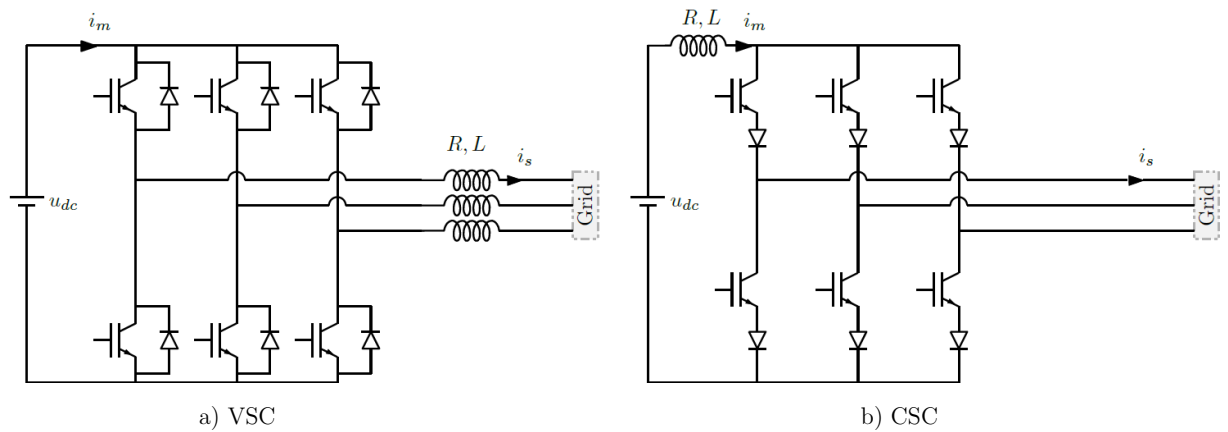 i_m
R, L
i_s
u_dc
Grid
a) VSC
R, L
i_m
i_s
u_dc
Grid
b) CSC